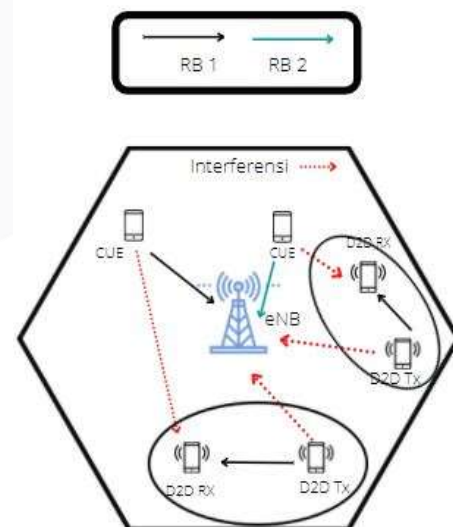 RB 1 RB 2
Interferensi
CUE CUE D2D RX
eNB
D2D Tx
D2D RX D2D Tx